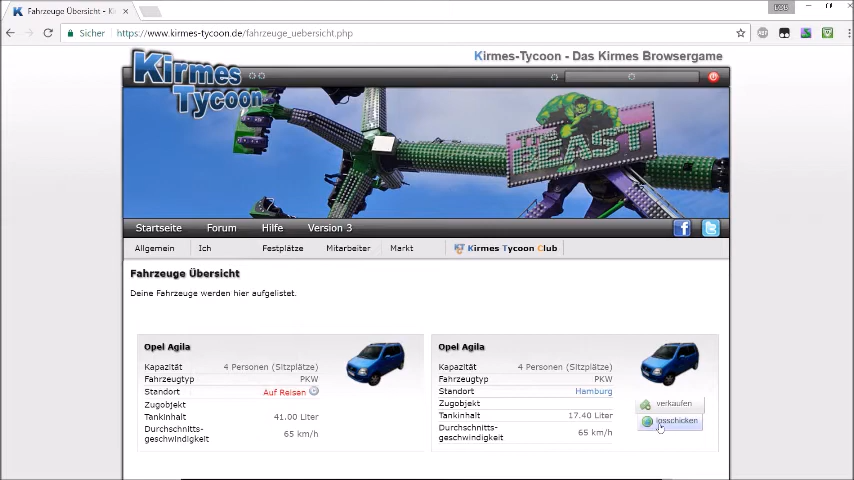 Fahrzeuge Übersicht - Kir
Sicher https://www.kirmes-tycoon.de/fahrzeug_uebersicht.php
Kirmes-Tycoon - Das Kirmes Browsergame
Kirmes
Tycoon
THE
BEAST
Startseite Forum Hilfe Version 3
Allgemein Ich Festplätze Mitarbeiter Markt Kirmes Tycoon Club
Fahrzeuge Übersicht
Deine Fahrzeuge werden hier aufgelistet.
Opel Agila
Kapazität 4 Personen (Sitzplätze)
Fahrzeugtyp PKW
Standort Auf Reisen
Zugobjekt
Tankinhalt 41.00 Liter
Durchschnitts-
geschwindigkeit 65 km/h
Opel Agila
Kapazität 4 Personen (Sitzplätze)
Fahrzeugtyp PKW
Standort Hamburg
Zugobjekt
Tankinhalt 17.40 Liter
Durchschnitts-
geschwindigkeit 65 km/h
verkaufen
losschicken